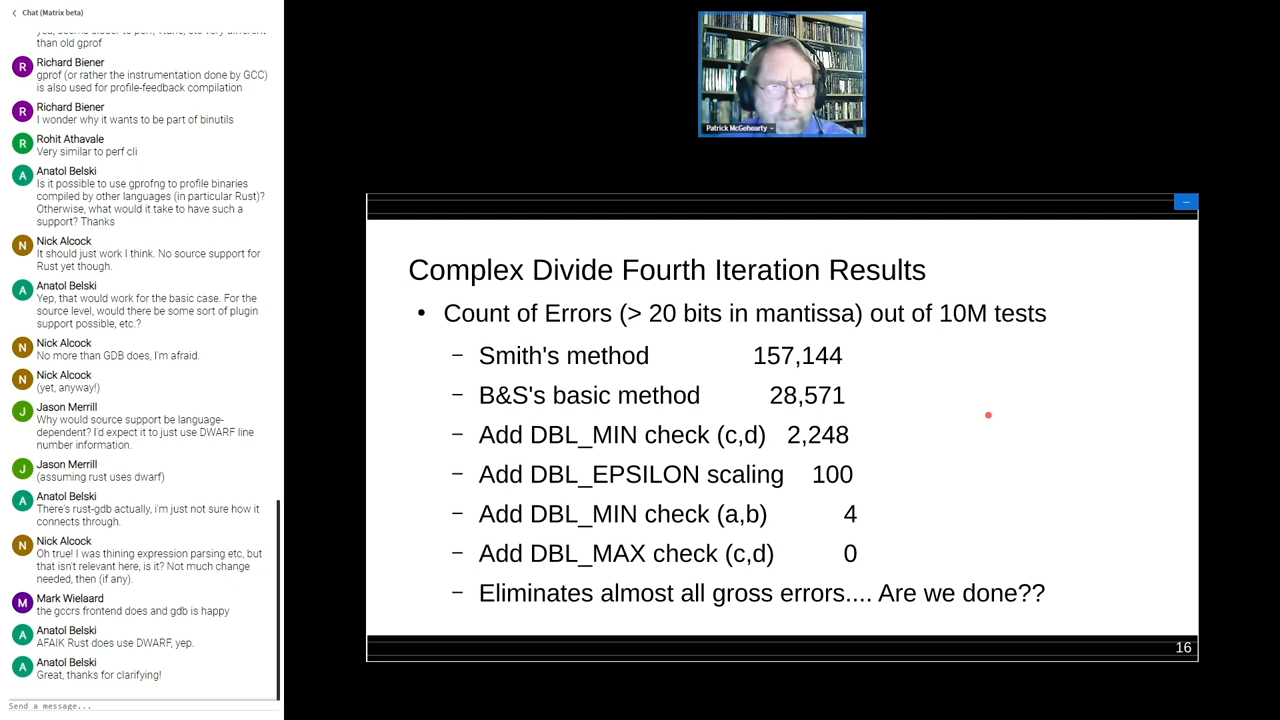 Chat (Matrix beta)
than old gprof
R
Richard Biener
gprof (or rather the instrumentation done by GCC)
is also used for profile-feedback compilation
R
Richard Biener
I wonder why it wants to be part of binutils
R
Rohit Athavale
Very similar to perf cli
A
Anatol Belski
Is it possible to use gprofng to profile binaries
compiled by other languages (in particular Rust)?
Otherwise, what would it take to have such a
support? Thanks
N
Nick Alcock
It should just work I think. No source support for
Rust yet though.
A
Anatol Belski
Yep, that would work for the basic case. For the
source level, would there be some sort of plugin
support possible, etc.?
N
Nick Alcock
No more than GDB does, I'm afraid.
N
Nick Alcock
(yet, anyway!)
J
Jason Merrill
Why would source support be language-
dependent? I'd expect it to just use DWARF line
number information.
J
Jason Merrill
(assuming rust uses dwarf)
A
Anatol Belski
There's rust-gdb actually, i'm just not sure how it
connects through.
N
Nick Alcock
Oh true! I was thining expression parsing etc, but
that isn't relevant here, is it? Not much change
needed, then (if any).
M
Mark Wielaard
the gccrs frontend does and gdb is happy
A
Anatol Belski
AFAIK Rust does use DWARF, yep.
A
Anatol Belski
Great, thanks for clarifying!
Send a message...
Patrick McGehearty
Complex Divide Fourth Iteration Results
• Count of Errors (> 20 bits in mantissa) out of 10M tests
– Smith's method 157,144
– B&S's basic method 28,571
– Add DBL_MIN check (c,d) 2,248
– Add DBL_EPSILON scaling 100
– Add DBL_MIN check (a,b) 4
– Add DBL_MAX check (c,d) 0
– Eliminates almost all gross errors.... Are we done??
16